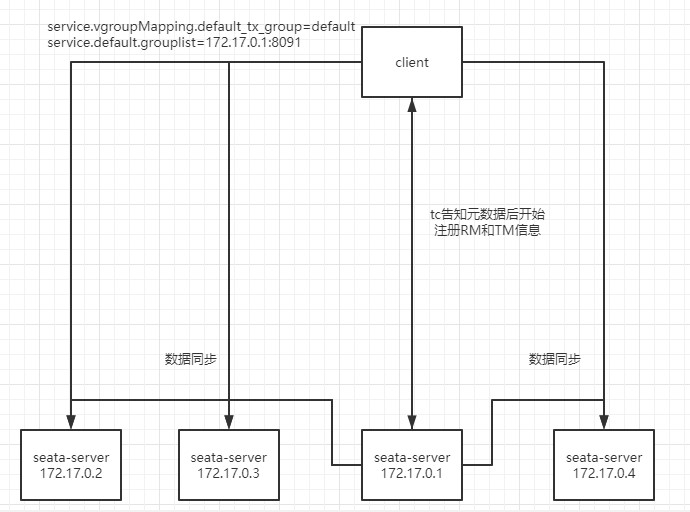 service.vgroupMapping.default_tx_group=default
service.default.grouplist=172.17.0.1:8091
client
tc告知元数据后开始
注册RM和TM信息
数据同步
数据同步
seata-server
172.17.0.2
seata-server
172.17.0.3
seata-server
172.17.0.1
seata-server
172.17.0.4